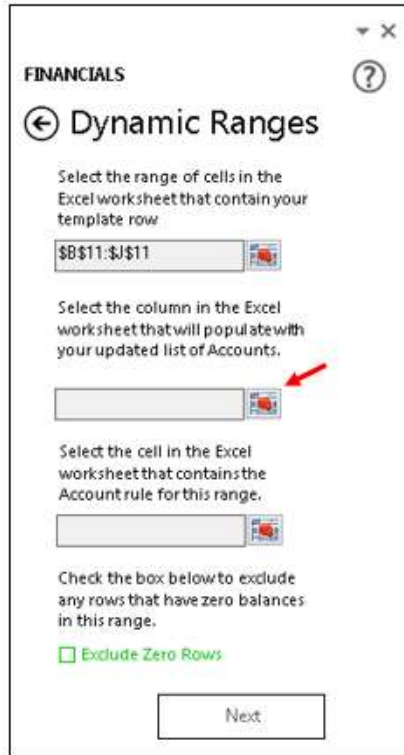 FINANCIALS
?
Dynamic Ranges
Select the range of cells in the
Excel worksheet that contain your
template row
$B$11:$J$11
Select the column in the Excel
worksheet that will populate with
your updated list of Accounts.
Select the cell in the Excel
worksheet that contains the
Account rule for this range.
Check the box below to exclude
any rows that have zero balances
in this range.
Exclude Zero Rows
Next